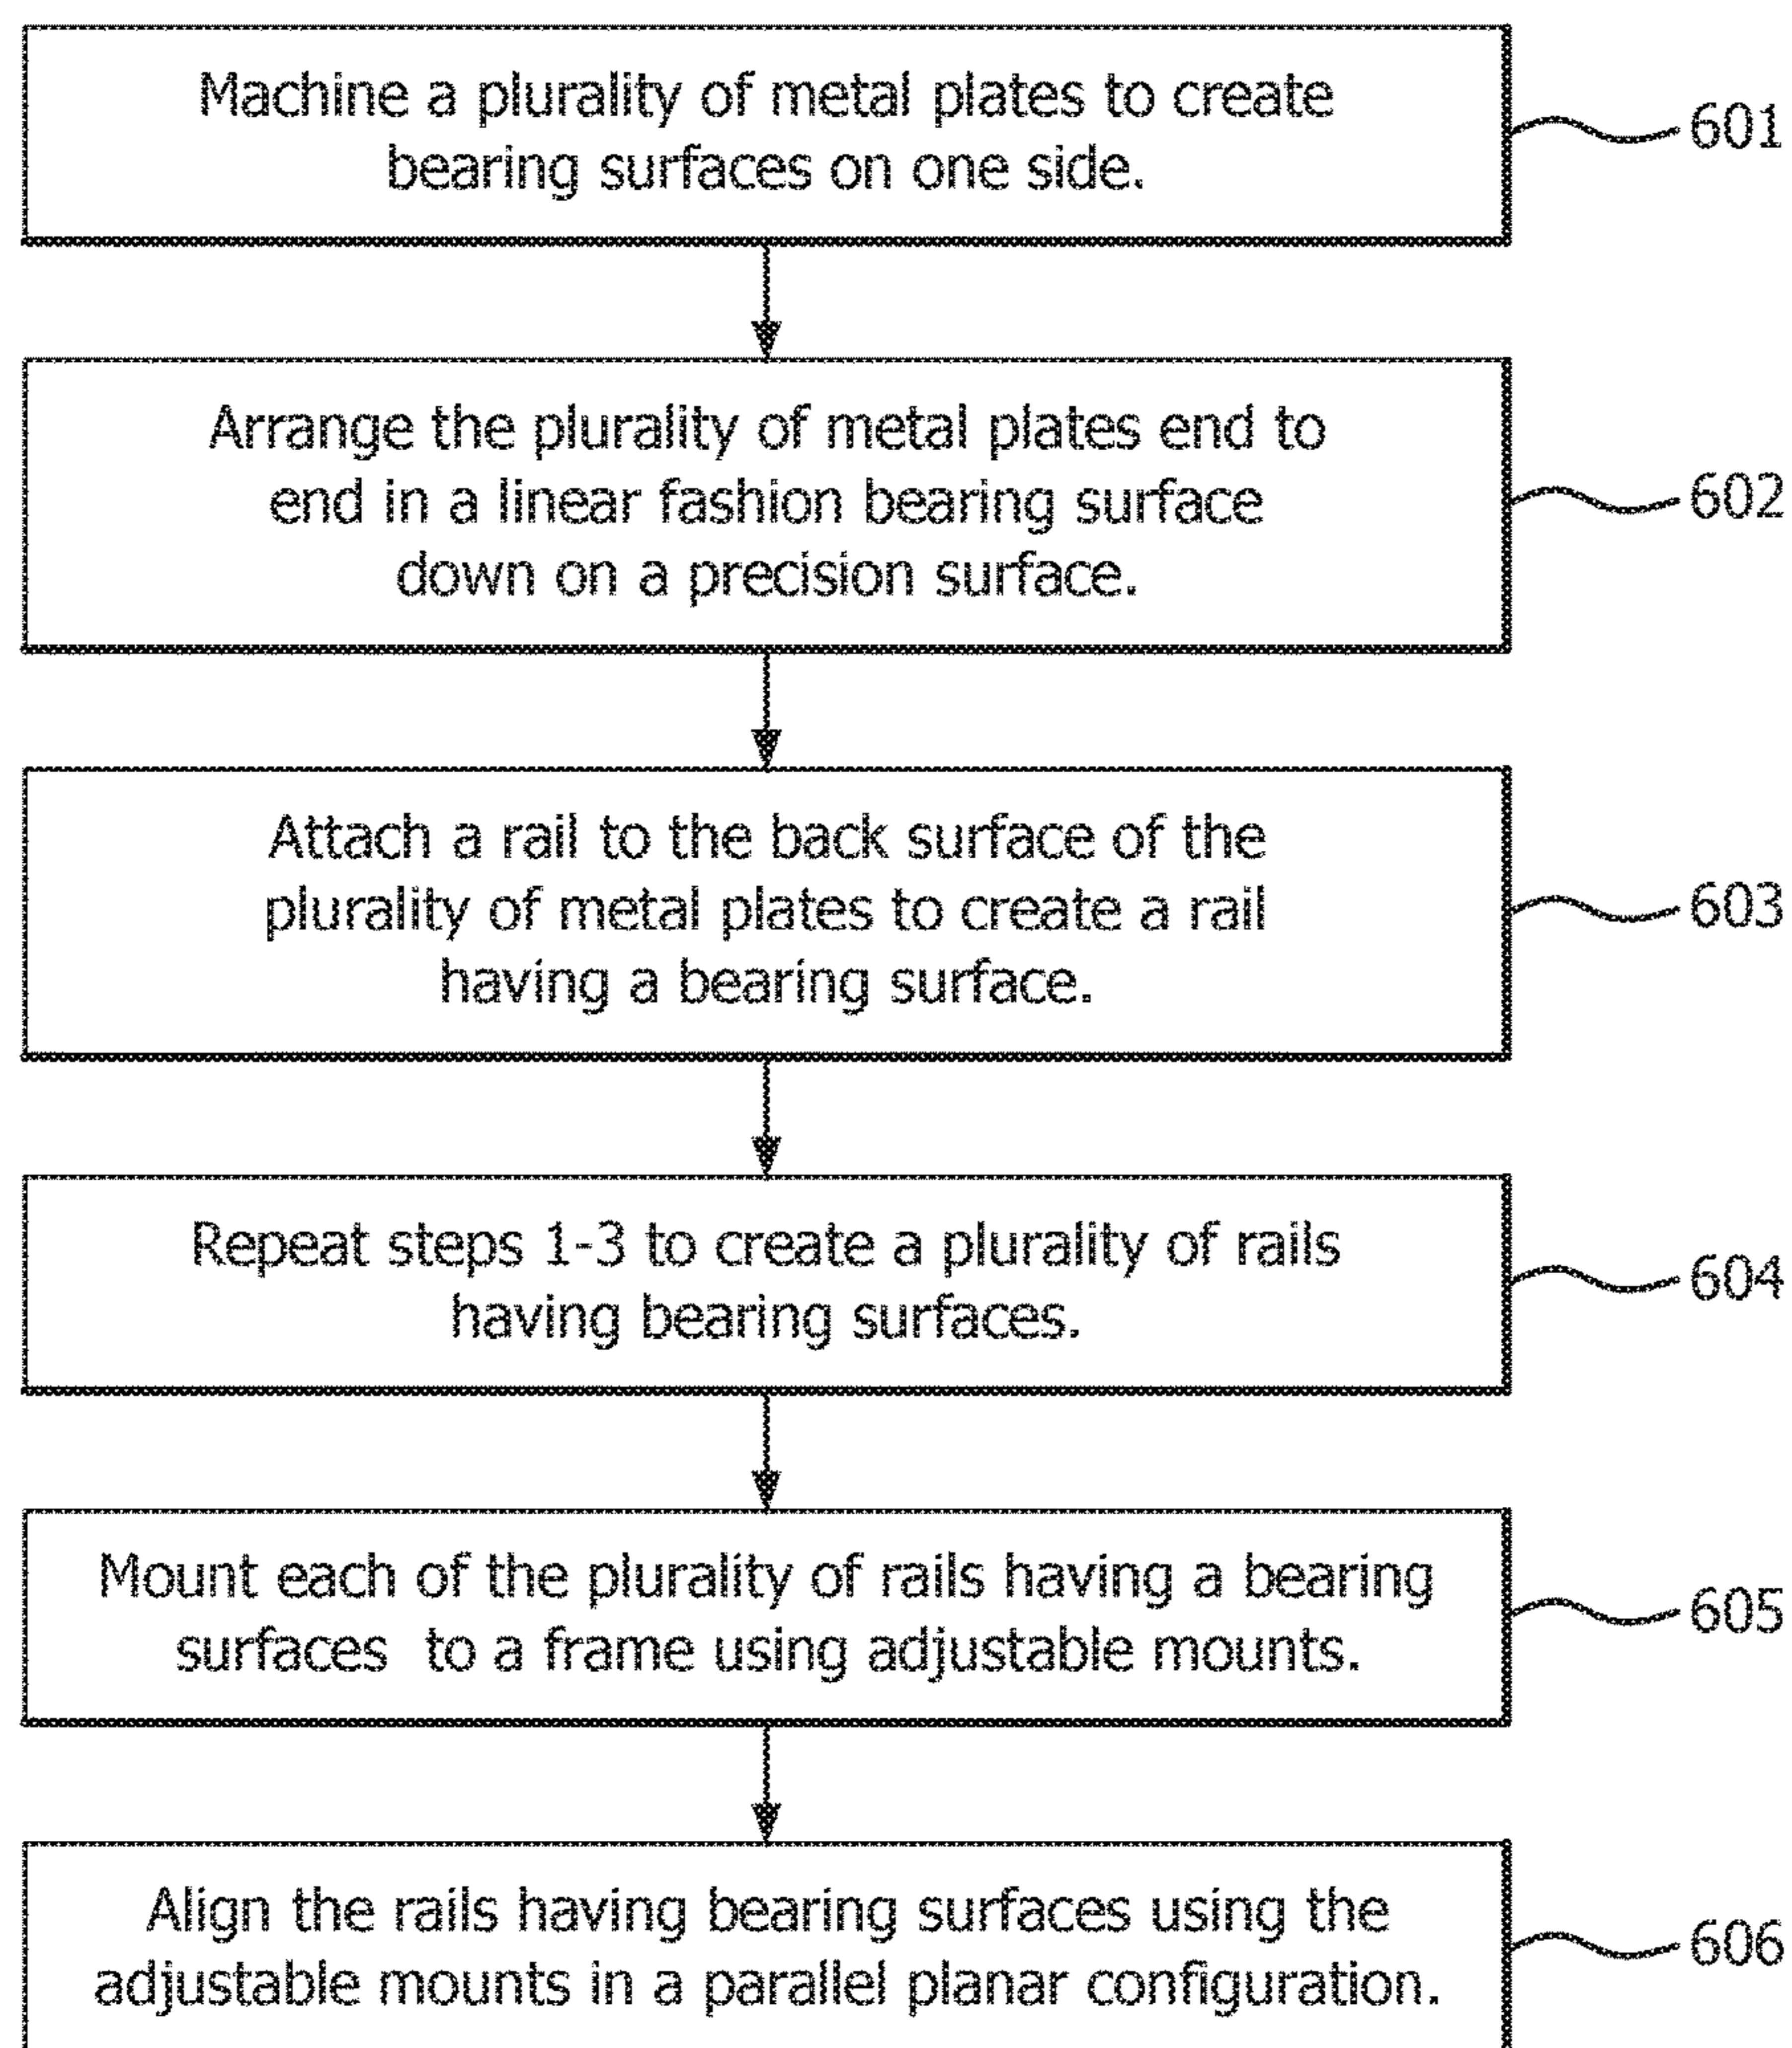 Machine a plurality of metal plates to create
bearing surfaces on one side.
601
Arrange the plurality of metal plates end to
end in a linear fashion bearing surface
down on a precision surface.
602
Attach a rail to the back surface of the
plurality of metal plates to create a rail
having a bearing surface.
603
Repeat steps 1-3 to create a plurality of rails
having bearing surfaces.
604
Mount each of the plurality of rails having a bearing
surfaces  to a frame using adjustable mounts.
605
Align the rails having bearing surfaces using the
adjustable mounts in a parallel planar configuration.
606